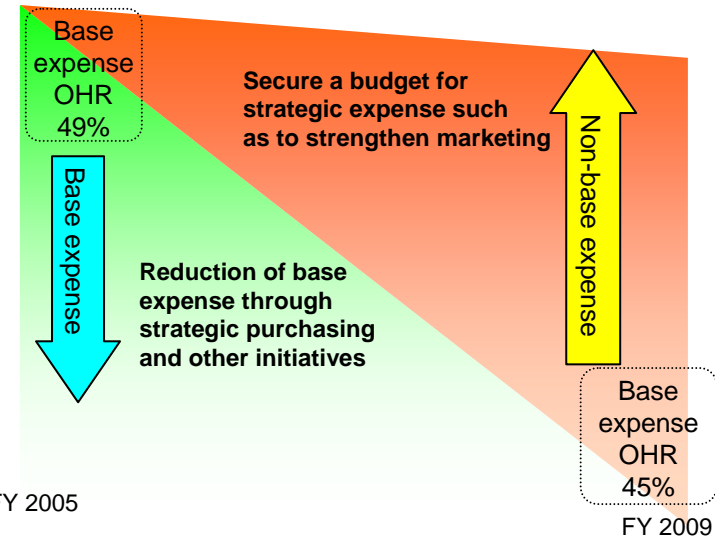 Base
expense
OHR
49%
Secure a budget for
strategic expense such
as to strengthen marketing
Base expense
Non-base expense
Reduction of base
expense through
strategic purchasing
and other initiatives
Base
expense
OHR
45%
FY 2005
FY 2009